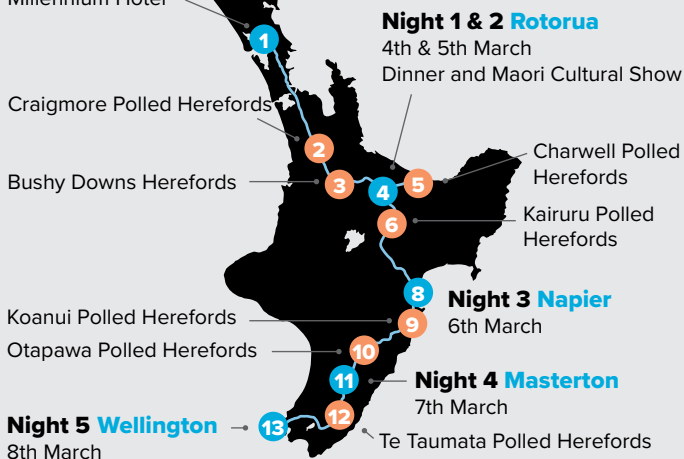 Millennium Hotel
1
Night 1 & 2 Rotorua
4th & 5th March
Dinner and Maori Cultural Show
Craigmore Polled Herefords
2
Charwell Polled
Herefords
Bushy Downs Herefords
3
4
5
Kairuru Polled
Herefords
6
8
Night 3 Napier
6th March
Koanui Polled Herefords
9
Otapawa Polled Herefords
10
11
Night 4 Masterton
7th March
12
Night 5 Wellington
8th March
13
Te Taumata Polled Herefords